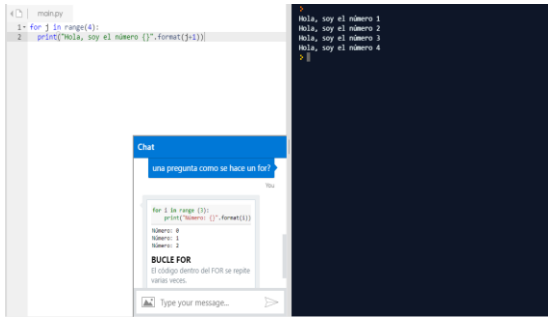 main.py
1 for j in range(4):
2 print("Hola, soy el número {}".format(j+1))
Hola, soy el número 1
Hola, soy el número 2
Hola, soy el número 3
Hola, soy el número 4
>
Chat
una pregunta como se hace un for?
You
for i in range (3):
print("Número: {}".format(i))
Número: 0
Número: 1
Número: 2
BUCLE FOR
El código dentro del FOR se repite
varias veces.
Type your message...